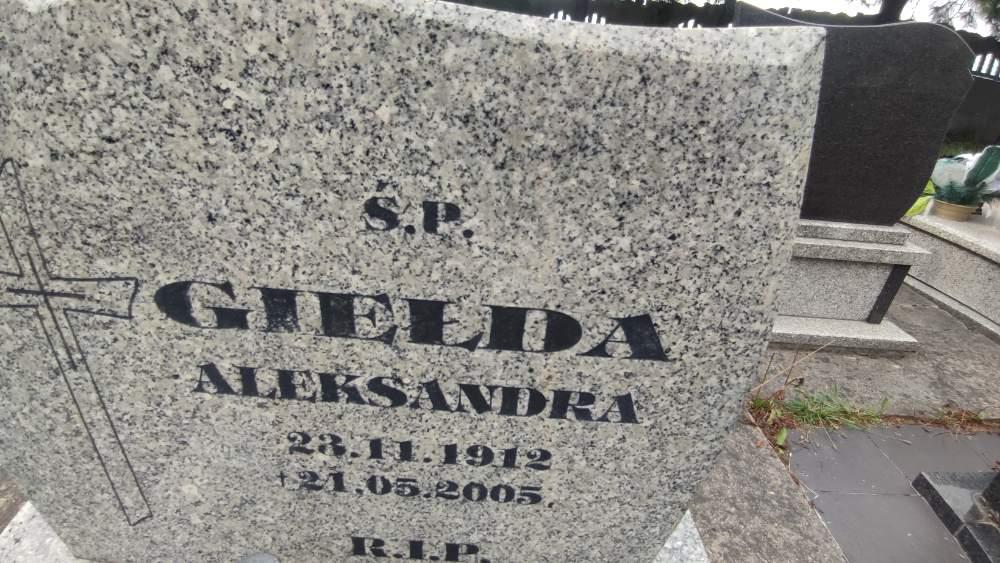 Ś.P.
GIEŁDA
ALEKSANDRA
23.11.1912
†21.05.2005
R.I.P.